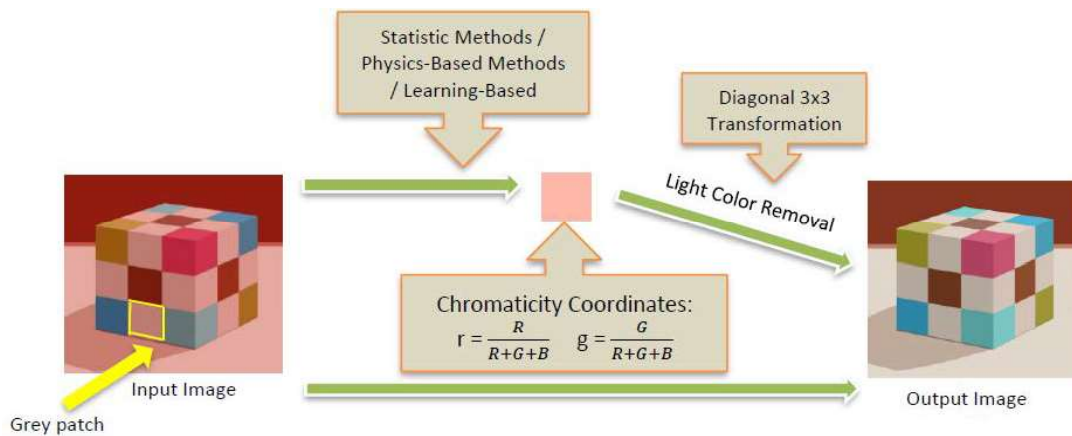 Statistic Methods /
Physics-Based Methods
/ Learning-Based
Diagonal 3x3
Transformation
Light Color Removal
Chromaticity Coordinates:
r = R/(R+G+B) g = G/(R+G+B)
Input Image
Output Image
Grey patch